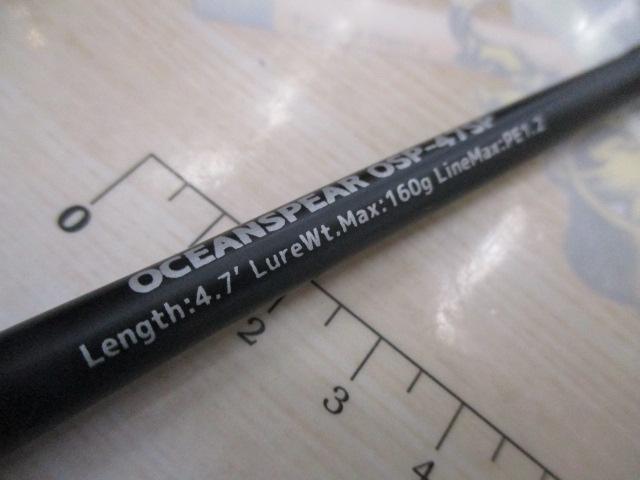 OCEANSPEAR OSP-47SP
Length:4.7' LureWt.Max:160g LineMax:PE1.2
0
2
3
4